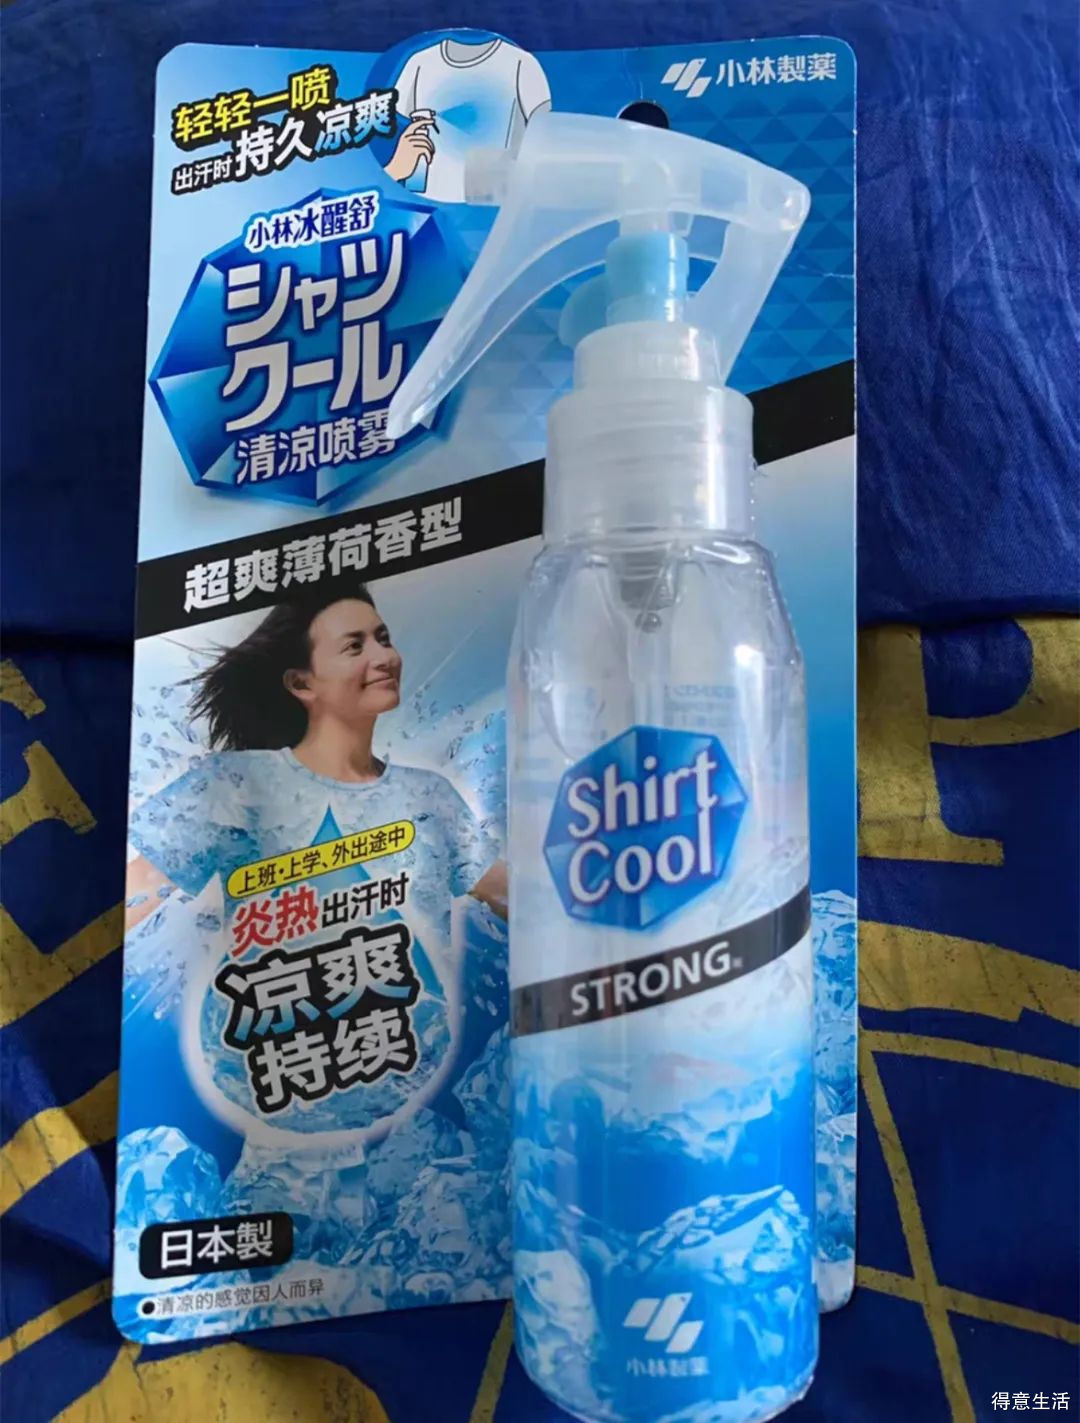 轻轻一喷
出汗时持久凉爽
小林製薬
小林冰醒舒
シャツ
クール
清凉喷雾
超爽薄荷香型
Shirt
Cool
STRONG
上班·上学、外出途中
炎热出汗时
凉爽
持续
日本製
●清凉的感觉因人而异
小林製薬
得意生活